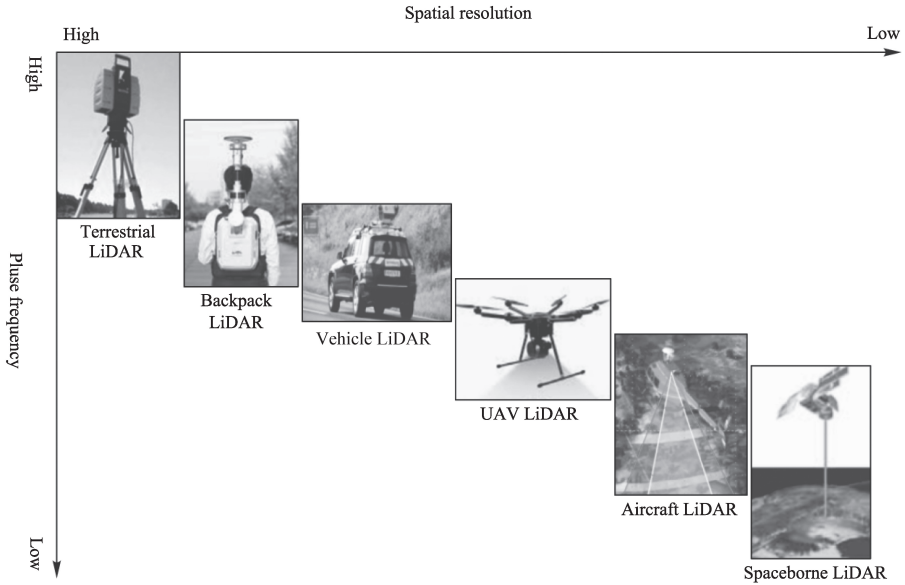 Spatial resolution
High
Low
High
Pluse frequency
Low
Terrestrial
LiDAR
Backpack
LiDAR
Vehicle LiDAR
UAV LiDAR
Aircraft LiDAR
Spaceborne LiDAR